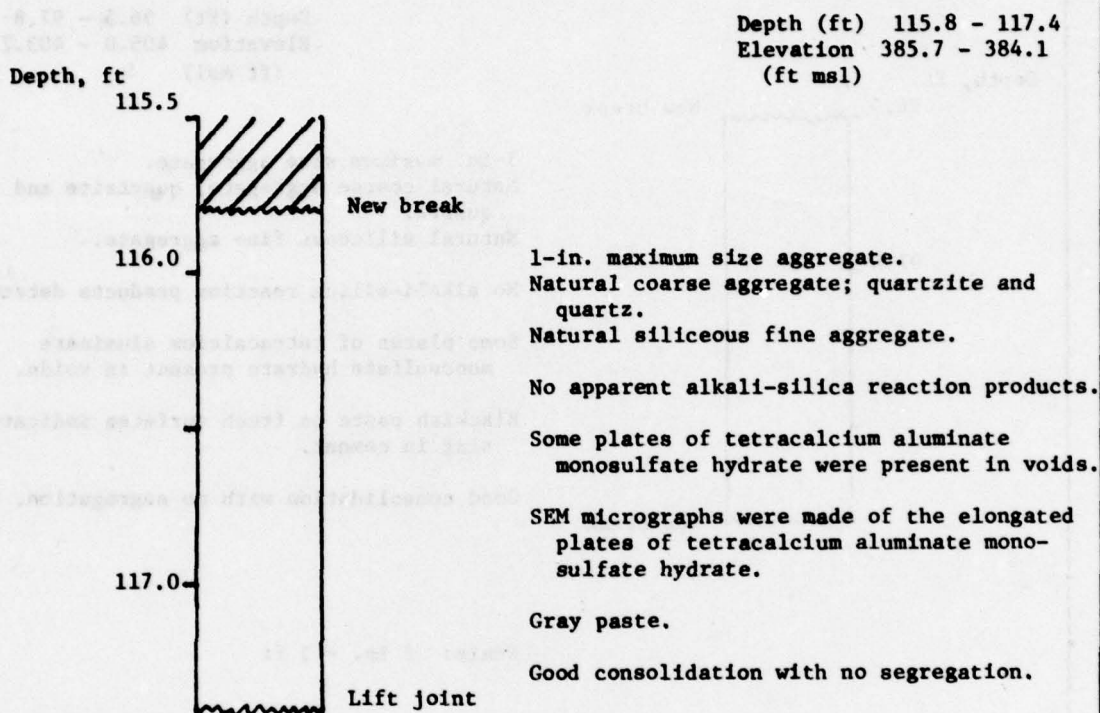 Depth (ft) 115.8 - 117.4
Elevation 385.7 - 384.1
(ft msl)
Depth, ft
115.5
New break
116.0
1-in. maximum size aggregate.
Natural coarse aggregate; quartzite and
quartz.
Natural siliceous fine aggregate.
No apparent alkali-silica reaction products.
Some plates of tetracalcium aluminate
monosulfate hydrate were present in voids.
SEM micrographs were made of the elongated
plates of tetracalcium aluminate mono-
sulfate hydrate.
117.0
Gray paste.
Good consolidation with no segregation.
Lift joint